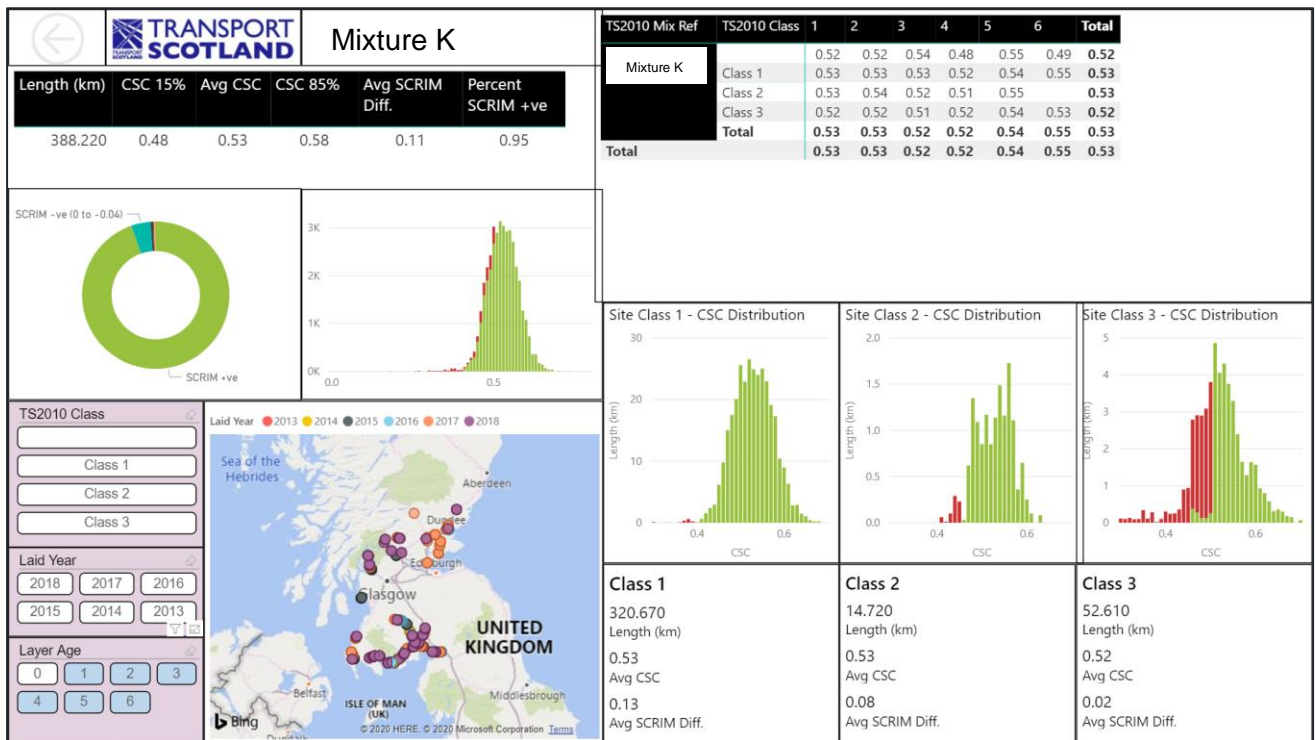 TRANSPORT
SCOTLAND
TRANSPORT
SCOTLAND
Mixture K
Length (km) CSC 15% Avg CSC CSC 85% Avg SCRIM Diff. Percent SCRIM +ve
388.220 0.48 0.53 0.58 0.11 0.95
TS2010 Mix Ref TS2010 Class 1 2 3 4 5 6 Total
0.52 0.52 0.54 0.48 0.55 0.49 0.52
Mixture K
Class 1 0.53 0.53 0.53 0.52 0.54 0.55 0.53
Class 2 0.53 0.54 0.52 0.51 0.55 0.53
Class 3 0.52 0.52 0.51 0.52 0.54 0.53 0.52
Total 0.53 0.53 0.52 0.52 0.54 0.55 0.53
Total 0.53 0.53 0.52 0.52 0.54 0.55 0.53
SCRIM -ve (0 to -0.04)
SCRIM +ve
3K
2K
1K
0K
0.0 0.5
Site Class 1 - CSC Distribution
30
20
10
0
Length (km)
0.4 0.6
CSC
Site Class 2 - CSC Distribution
2.0
1.5
1.0
0.5
0.0
Length (km)
0.4 0.6
CSC
Site Class 3 - CSC Distribution
5
4
3
2
1
0
Length (km)
0.4 0.6
CSC
TS2010 Class
Class 1
Class 2
Class 3
Laid Year
2018 2017 2016
2015 2014 2013
Layer Age
0 1 2 3
4 5 6
Laid Year 2013 2014 2015 2016 2017 2018
Sea of the
Hebrides
Aberdeen
Dundee
Edinburgh
Glasgow
UNITED
KINGDOM
Belfast
ISLE OF MAN
(UK)
Middlesbrough
Dundalk
Bing
© 2020 HERE. © 2020 Microsoft Corporation Terms
Class 1
320.670
Length (km)
0.53
Avg CSC
0.13
Avg SCRIM Diff.
Class 2
14.720
Length (km)
0.53
Avg CSC
0.08
Avg SCRIM Diff.
Class 3
52.610
Length (km)
0.52
Avg CSC
0.02
Avg SCRIM Diff.